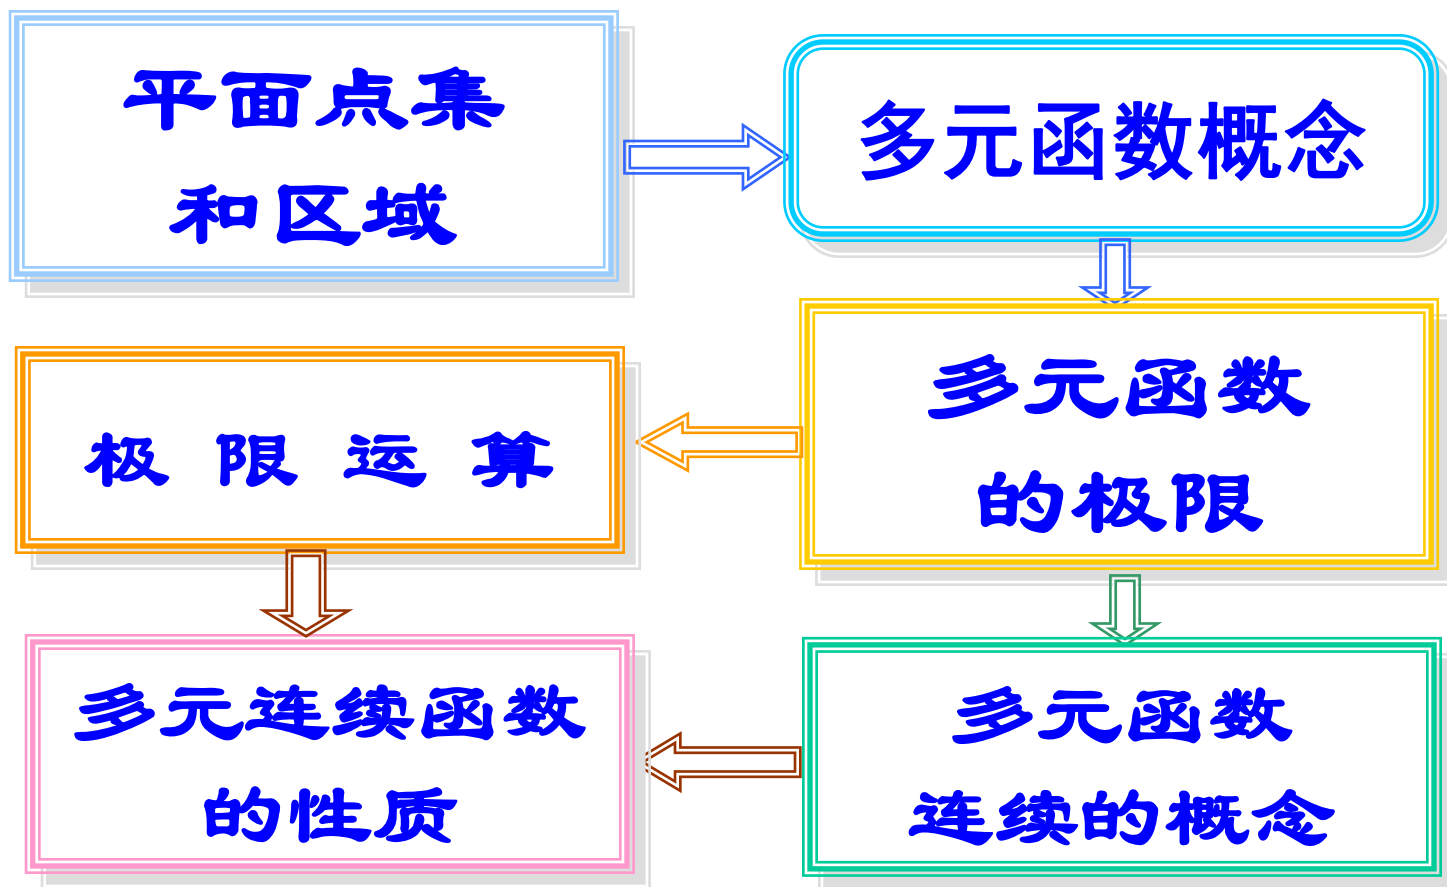 平面点集
和区域
多元函数概念
多元函数
的极限
极 限 运 算
多元函数
连续的概念
多元连续函数
的性质